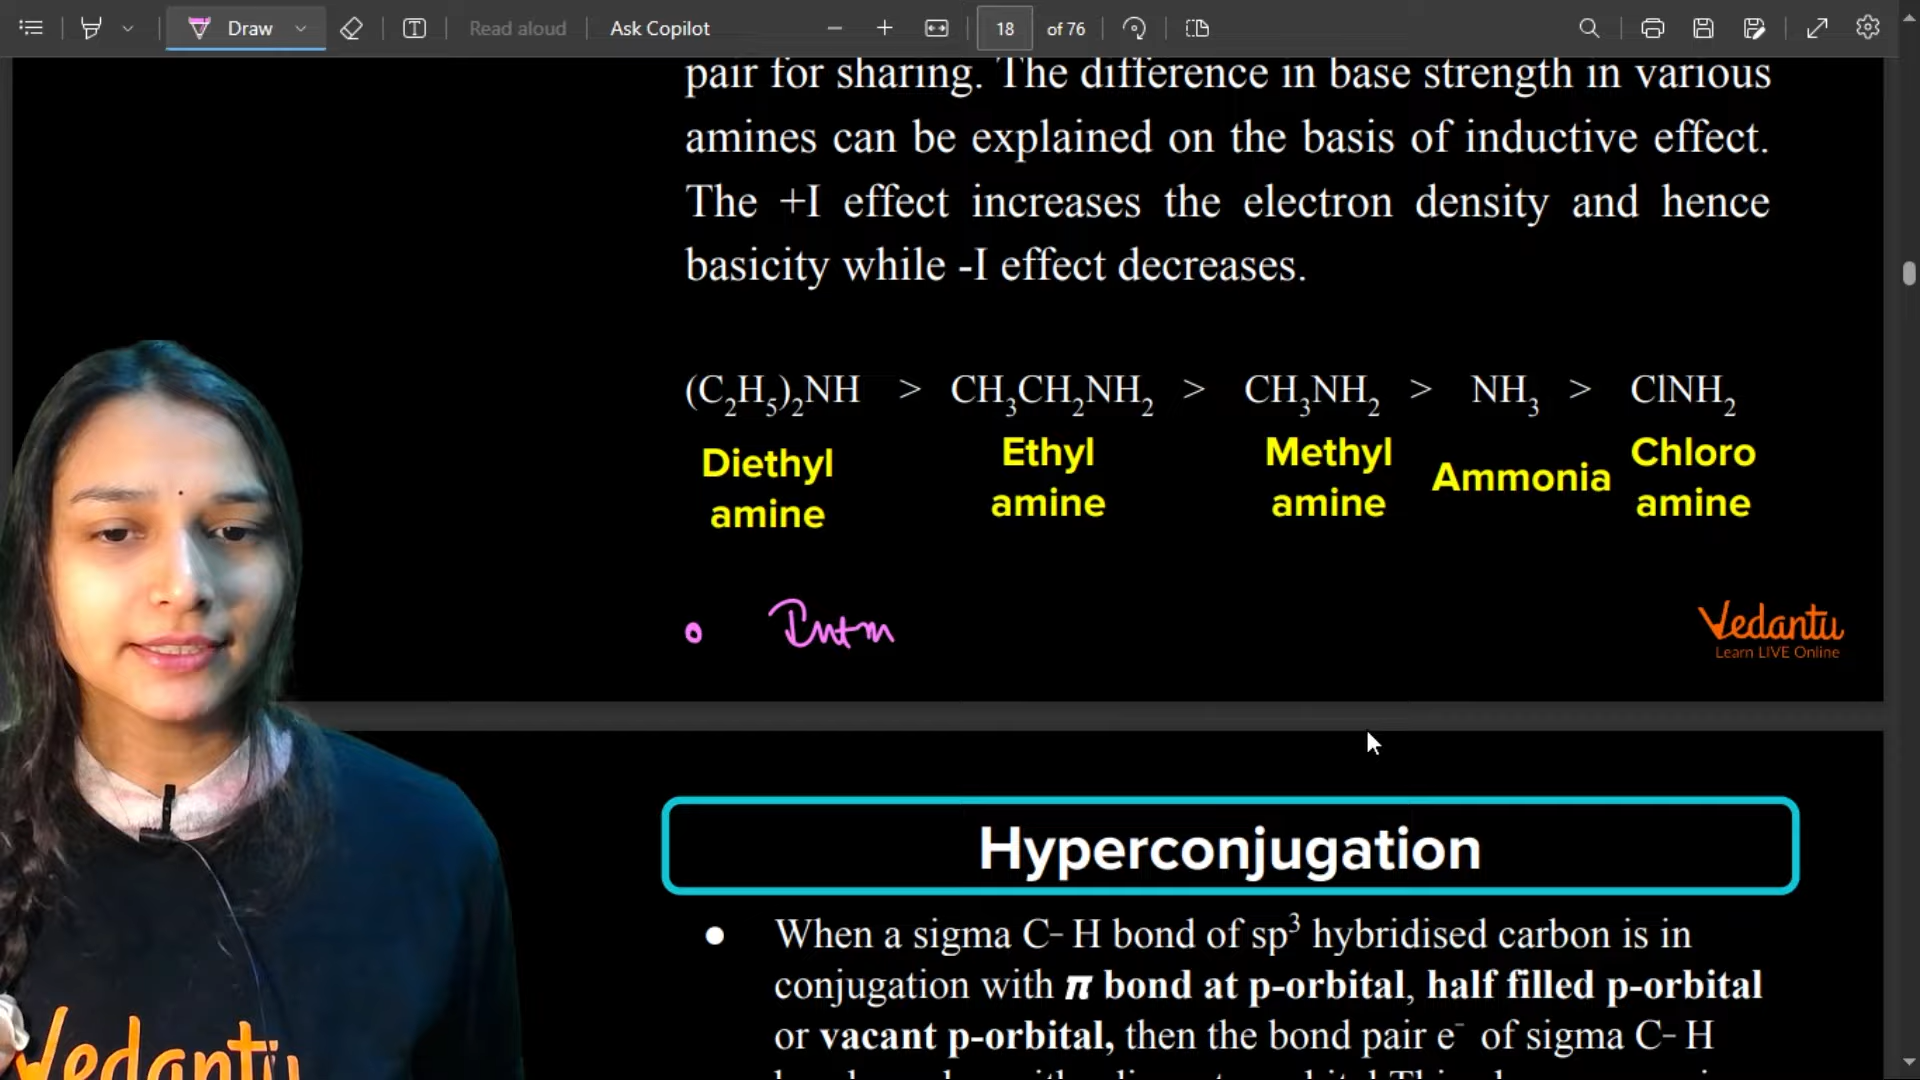 Draw
Read aloud
Ask Copilot
18 of 76
pair for sharing. The difference in base strength in various
amines can be explained on the basis of inductive effect.
The +I effect increases the electron density and hence
basicity while -I effect decreases.
(C₂H₅)₂NH > CH₃CH₂NH₂ > CH₃NH₂ > NH₃ > ClNH₂
Diethyl amine
Ethyl amine
Methyl amine
Ammonia
Chloro amine
Vedantu
Learn LIVE Online
Hyperconjugation
• When a sigma C- H bond of sp³ hybridised carbon is in
conjugation with π bond at p-orbital, half filled p-orbital
or vacant p-orbital, then the bond pair e⁻ of sigma C- H
Vedantu